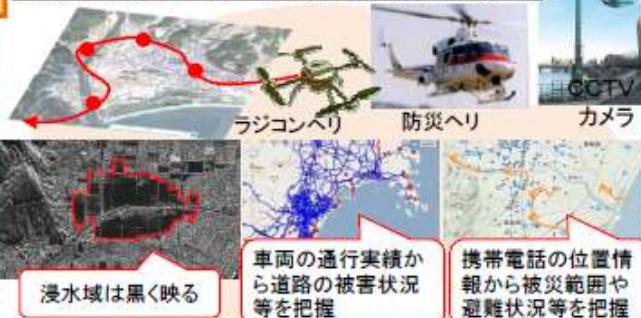 ラジコンヘリ
防災ヘリ
CCTV
カメラ
浸水域は黒く映る
車両の通行実績か
ら道路の被害状況
等を把握
携帯電話の位置情
報から被災範囲や
避難状況等を把握